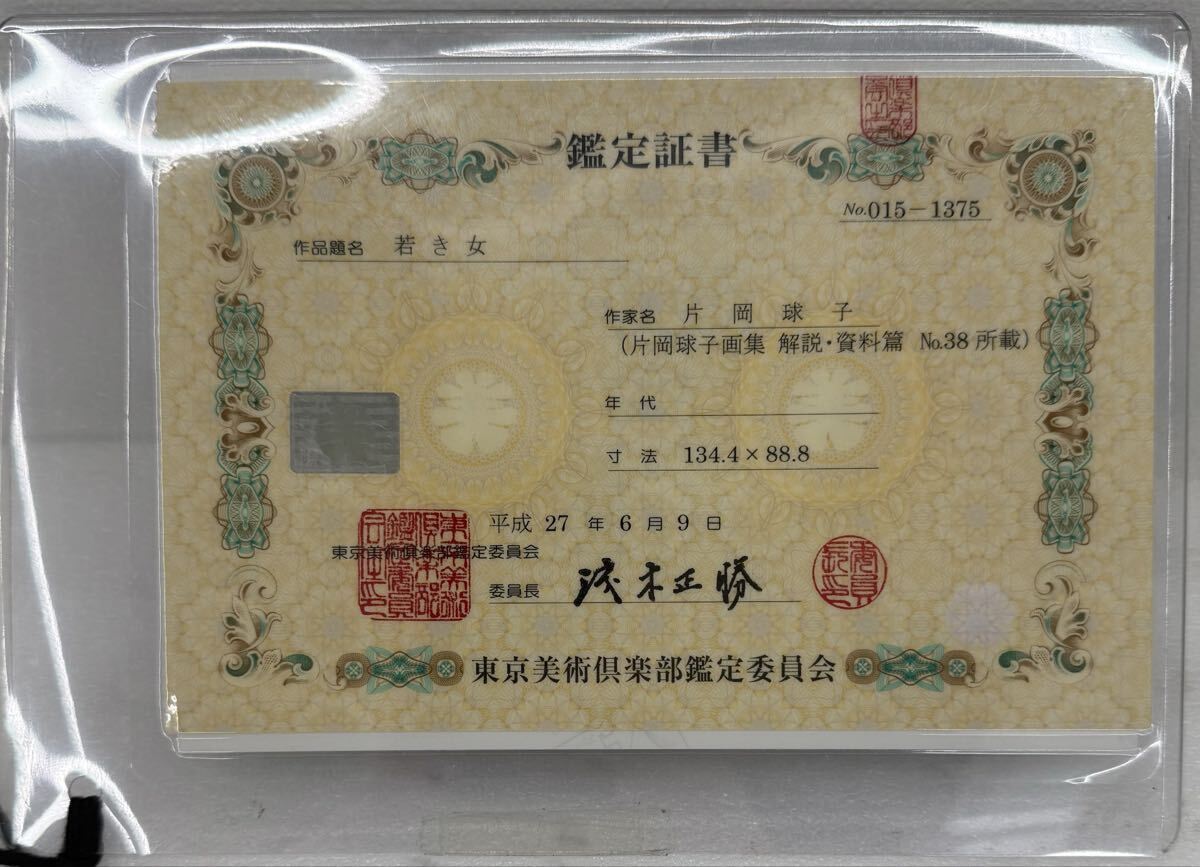 鑑定証書
No.015-1375
作品題名 若き女
作家名 片岡球子
(片岡球子画集 解説・資料篇 No.38 所載)
年代
寸法 134.4×88.8
平成 27 年 6 月 9 日
東京美術倶楽部鑑定委員会
委員長 浅木正勝
東京美術倶楽部鑑定委員会